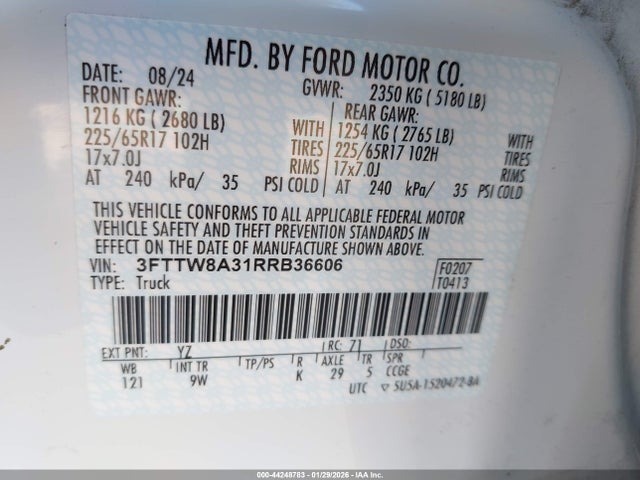 MFD. BY FORD MOTOR CO.
DATE: 08/24 GVWR: 2350 KG ( 5180 LB)
FRONT GAWR: REAR GAWR:
1216 KG ( 2680 LB) WITH 1254 KG ( 2765 LB) WITH
225/65R17 102H TIRES 225/65R17 102H TIRES
17x7.0J RIMS 17x7.0J RIMS
AT 240 kPa/ 35 PSI COLD AT 240 kPa/ 35 PSI COLD
THIS VEHICLE CONFORMS TO ALL APPLICABLE FEDERAL MOTOR
VEHICLE SAFETY AND THEFT PREVENTION STANDARDS IN
EFFECT ON THE DATE OF MANUFACTURE SHOWN ABOVE.
VIN: 3FTTW8A31RRB36606 F0207
TYPE: Truck T0413
EXT PNT: YZ RC: 71 DSO:
WB INT TR TP/PS R AXLE TR SPR
121 9W K 29 5 CCGE
UTC ▽ SU5A-1520472-8A
000-44248763 - 01/29/2026 - IAA Inc.